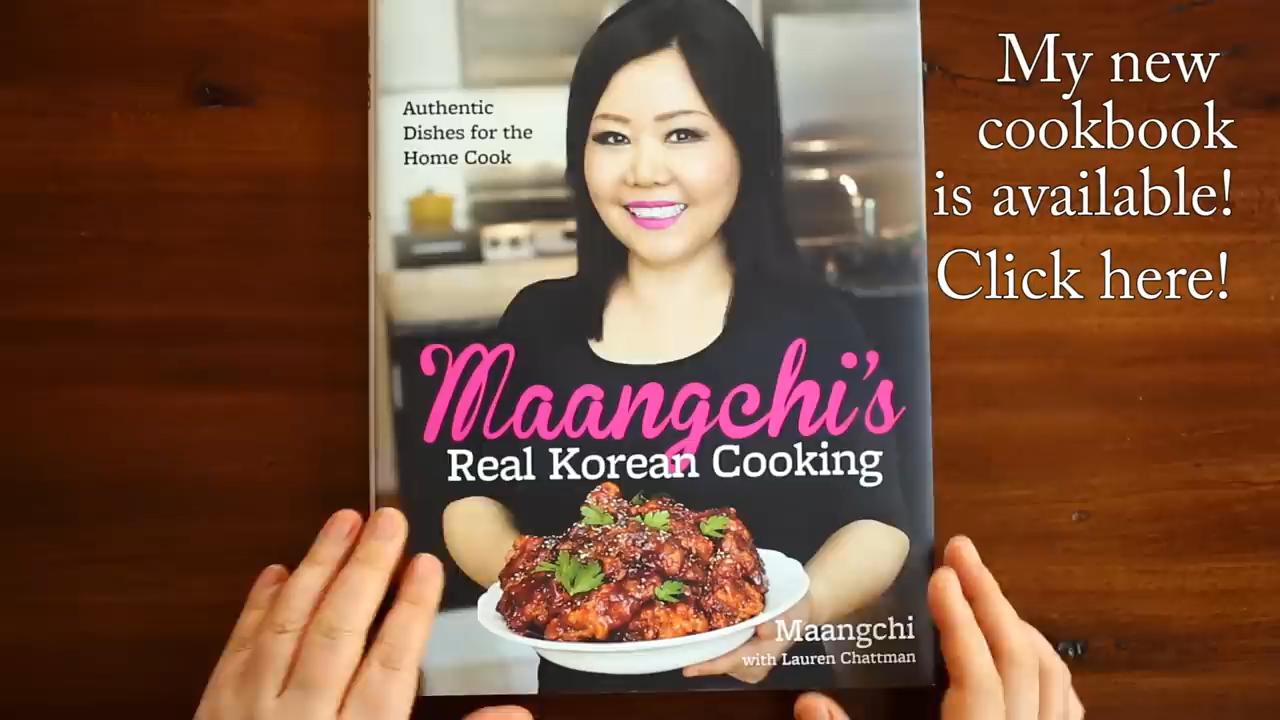 Authentic
Dishes for the
Home Cook
Maangchi's
Real Korean Cooking
Maangchi
with Lauren Chattman
My new
cookbook
is available!
Click here!